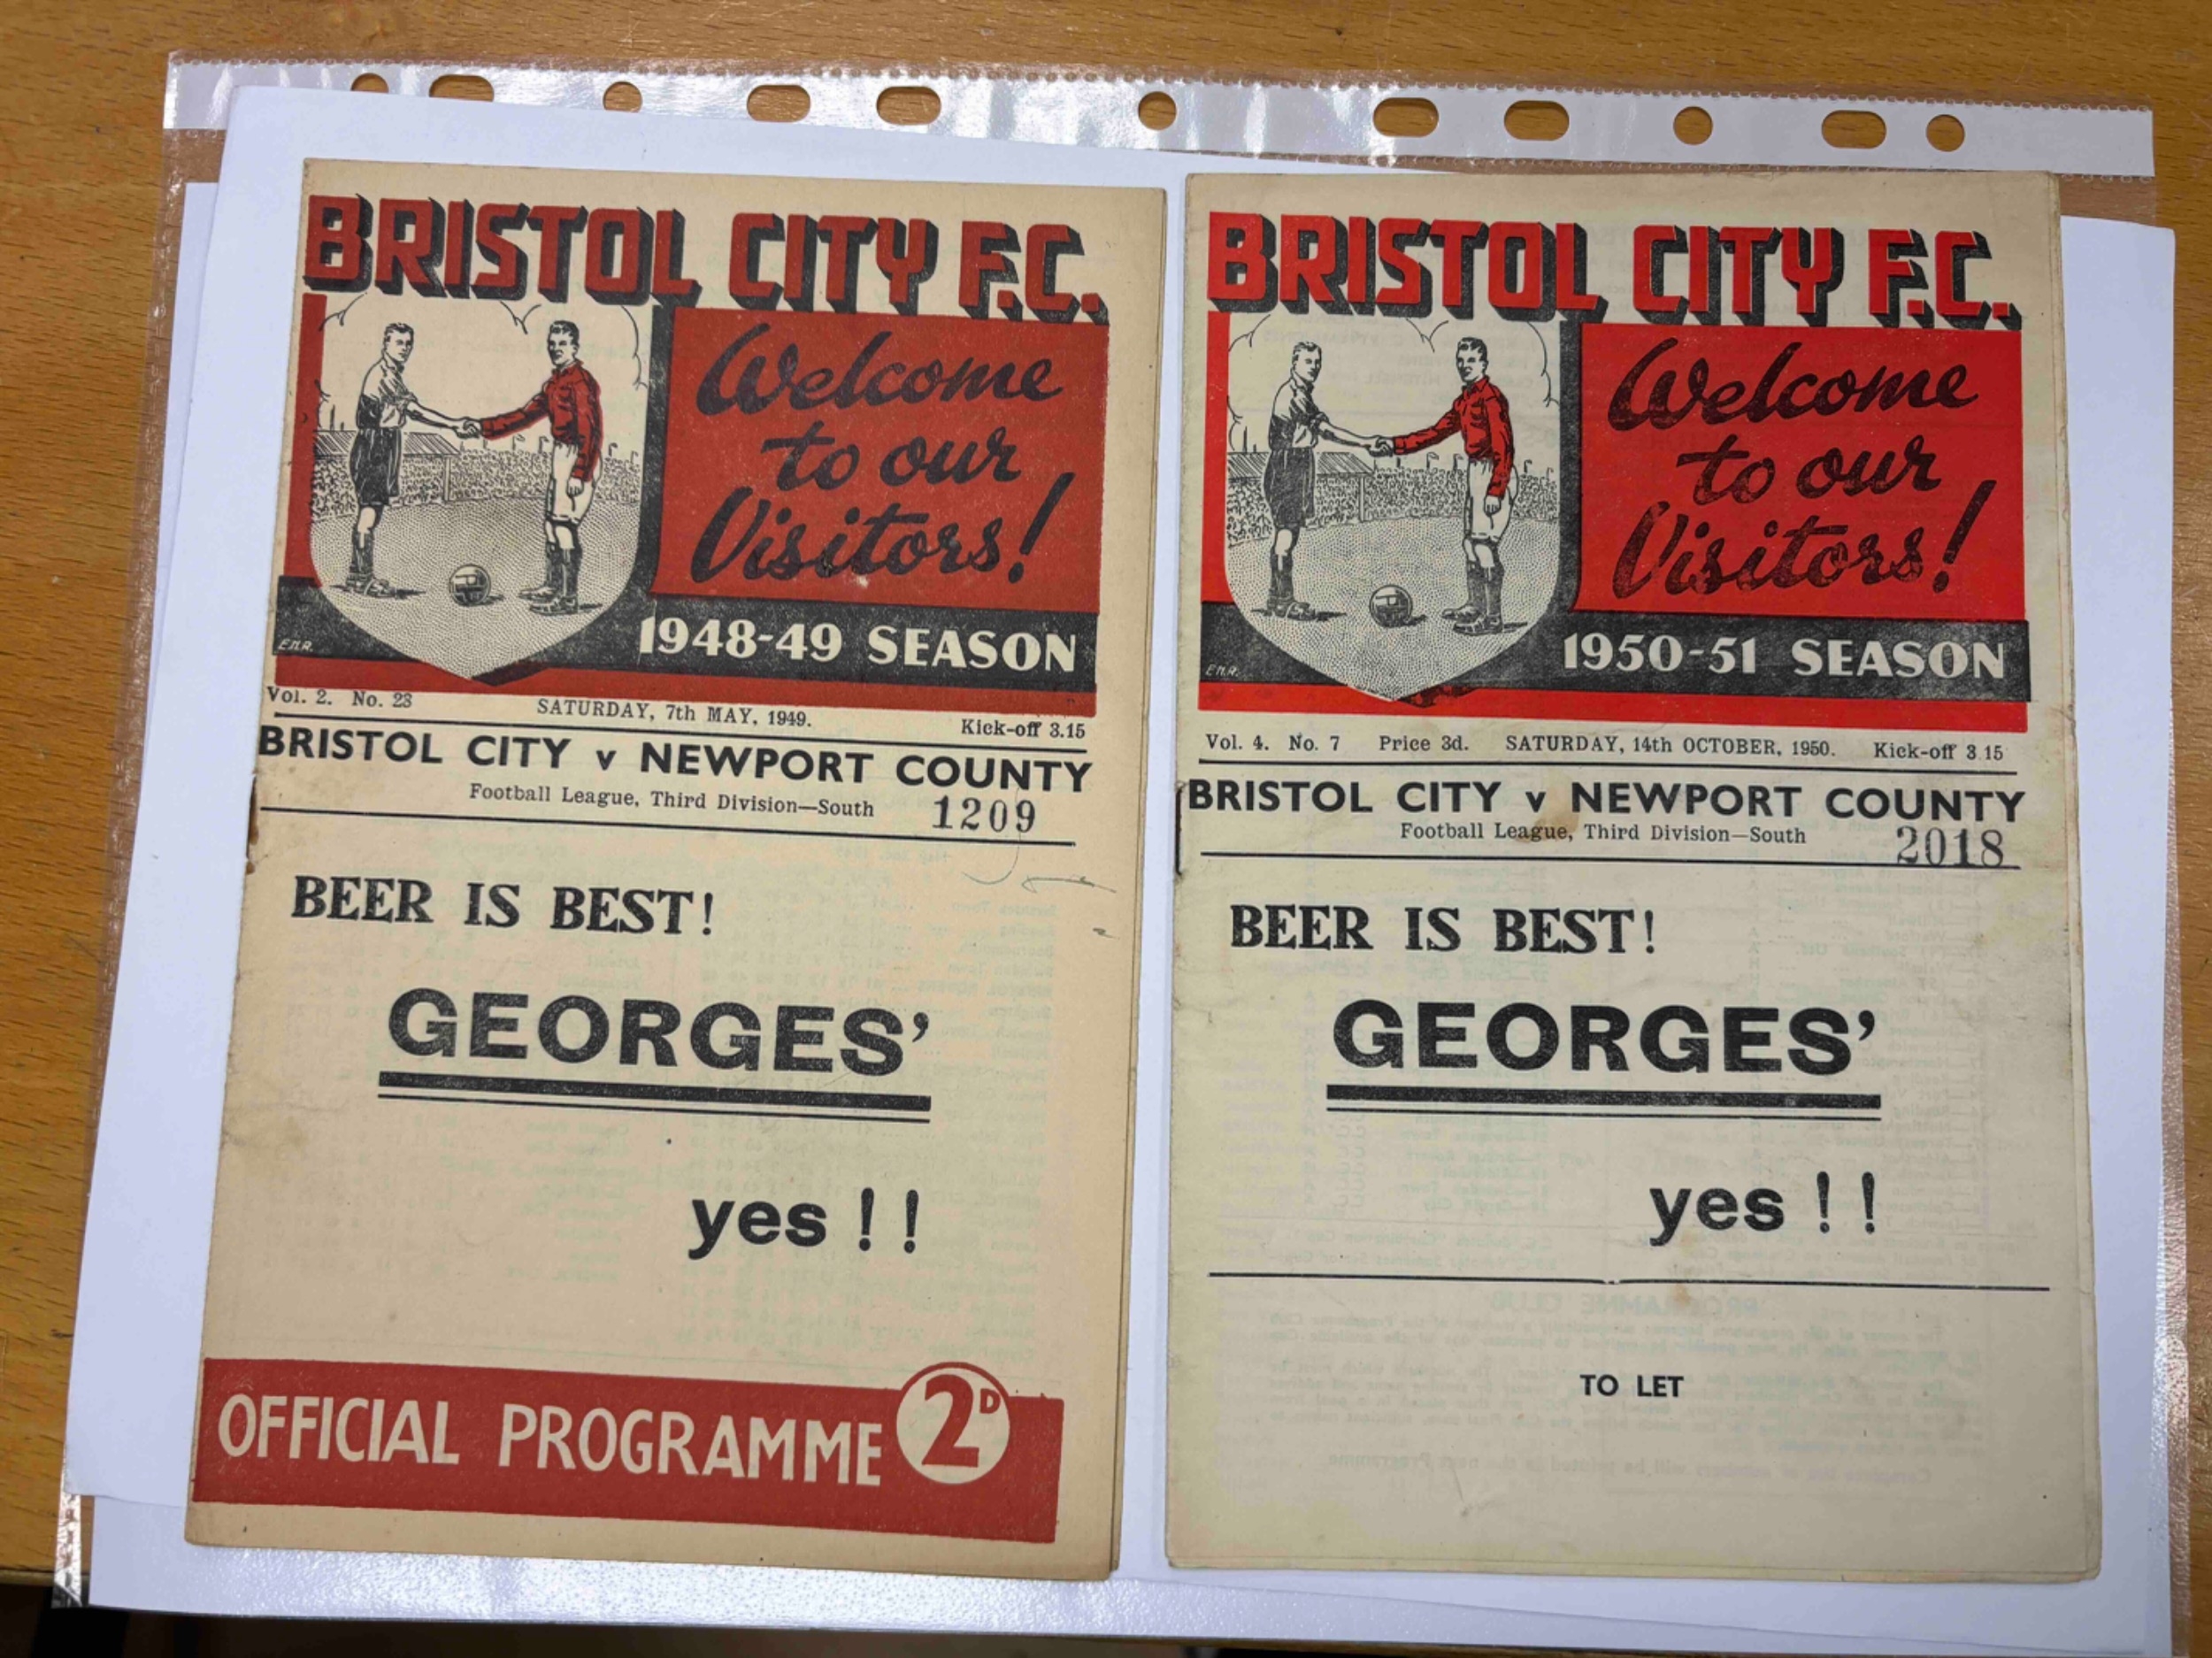 BRISTOL CITY F.C.
Welcome
to our
Visitors!
1948-49 SEASON
E.M.R.
Vol. 2. No. 23 SATURDAY, 7th MAY, 1949. Kick-off 3.15
BRISTOL CITY v NEWPORT COUNTY
Football League, Third Division—South 1209
BEER IS BEST!
GEORGES’
yes ! !
OFFICIAL PROGRAMME 2D
BRISTOL CITY F.C.
Welcome
to our
Visitors!
1950-51 SEASON
E.M.R.
Vol. 4. No. 7 Price 3d. SATURDAY, 14th OCTOBER, 1950. Kick-off 3 15
BRISTOL CITY v NEWPORT COUNTY
Football League, Third Division—South 2018
BEER IS BEST!
GEORGES’
yes ! !
TO LET